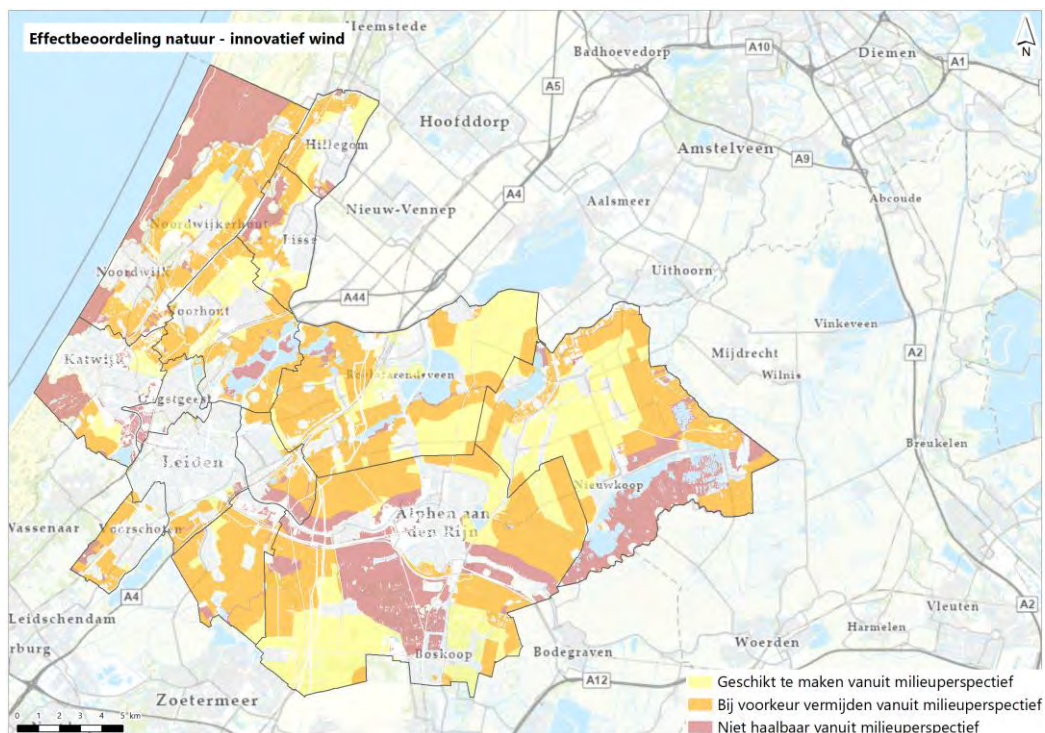 Effectbeoordeling natuur - innovatief wind
Heemstede
Badhoevedorp
A10
Diemen
A1
N
A5
Hoofddorp
Hillegom
Amstelveen
A9
A4
Abcoude
Nieuw-Vennep
Aalsmeer
Noordwijkerhout
Lisse
Uithoorn
Noordwijk
A44
Voorhout
Vinkeveen
A2
Mijdrecht
Katwijk
Roelofarendsveen
Wilnis
Oegstgeest
Breukelen
Leiden
Nieuwkoop
Alphen aan
den Rijn
Wassenaar
Voorschoten
A4
Vleuten
A2
Leidschendam
Harmelen
Woerden
rburg
Boskoop
Bodegraven
A12
Zoetermeer
Geschikt te maken vanuit milieuperspectief
Bij voorkeur vermijden vanuit milieuperspectief
Niet haalbaar vanuit milieuperspectief
0 1 2 3 4 5 km